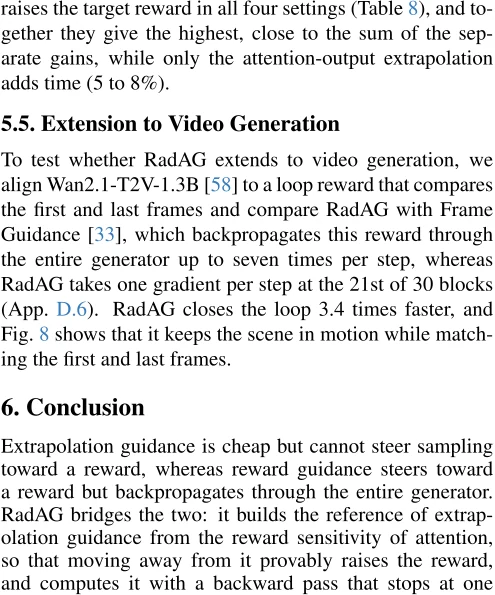 raises the target reward in all four settings (Table 8), and to-
gether they give the highest, close to the sum of the sep-
arate gains, while only the attention-output extrapolation
adds time (5 to 8%).
5.5. Extension to Video Generation
To test whether RadAG extends to video generation, we
align Wan2.1-T2V-1.3B [58] to a loop reward that compares
the first and last frames and compare RadAG with Frame
Guidance [33], which backpropagates this reward through
the entire generator up to seven times per step, whereas
RadAG takes one gradient per step at the 21st of 30 blocks
(App. D.6). RadAG closes the loop 3.4 times faster, and
Fig. 8 shows that it keeps the scene in motion while match-
ing the first and last frames.
6. Conclusion
Extrapolation guidance is cheap but cannot steer sampling
toward a reward, whereas reward guidance steers toward
a reward but backpropagates through the entire generator.
RadAG bridges the two: it builds the reference of extrap-
olation guidance from the reward sensitivity of attention,
so that moving away from it provably raises the reward,
and computes it with a backward pass that stops at one